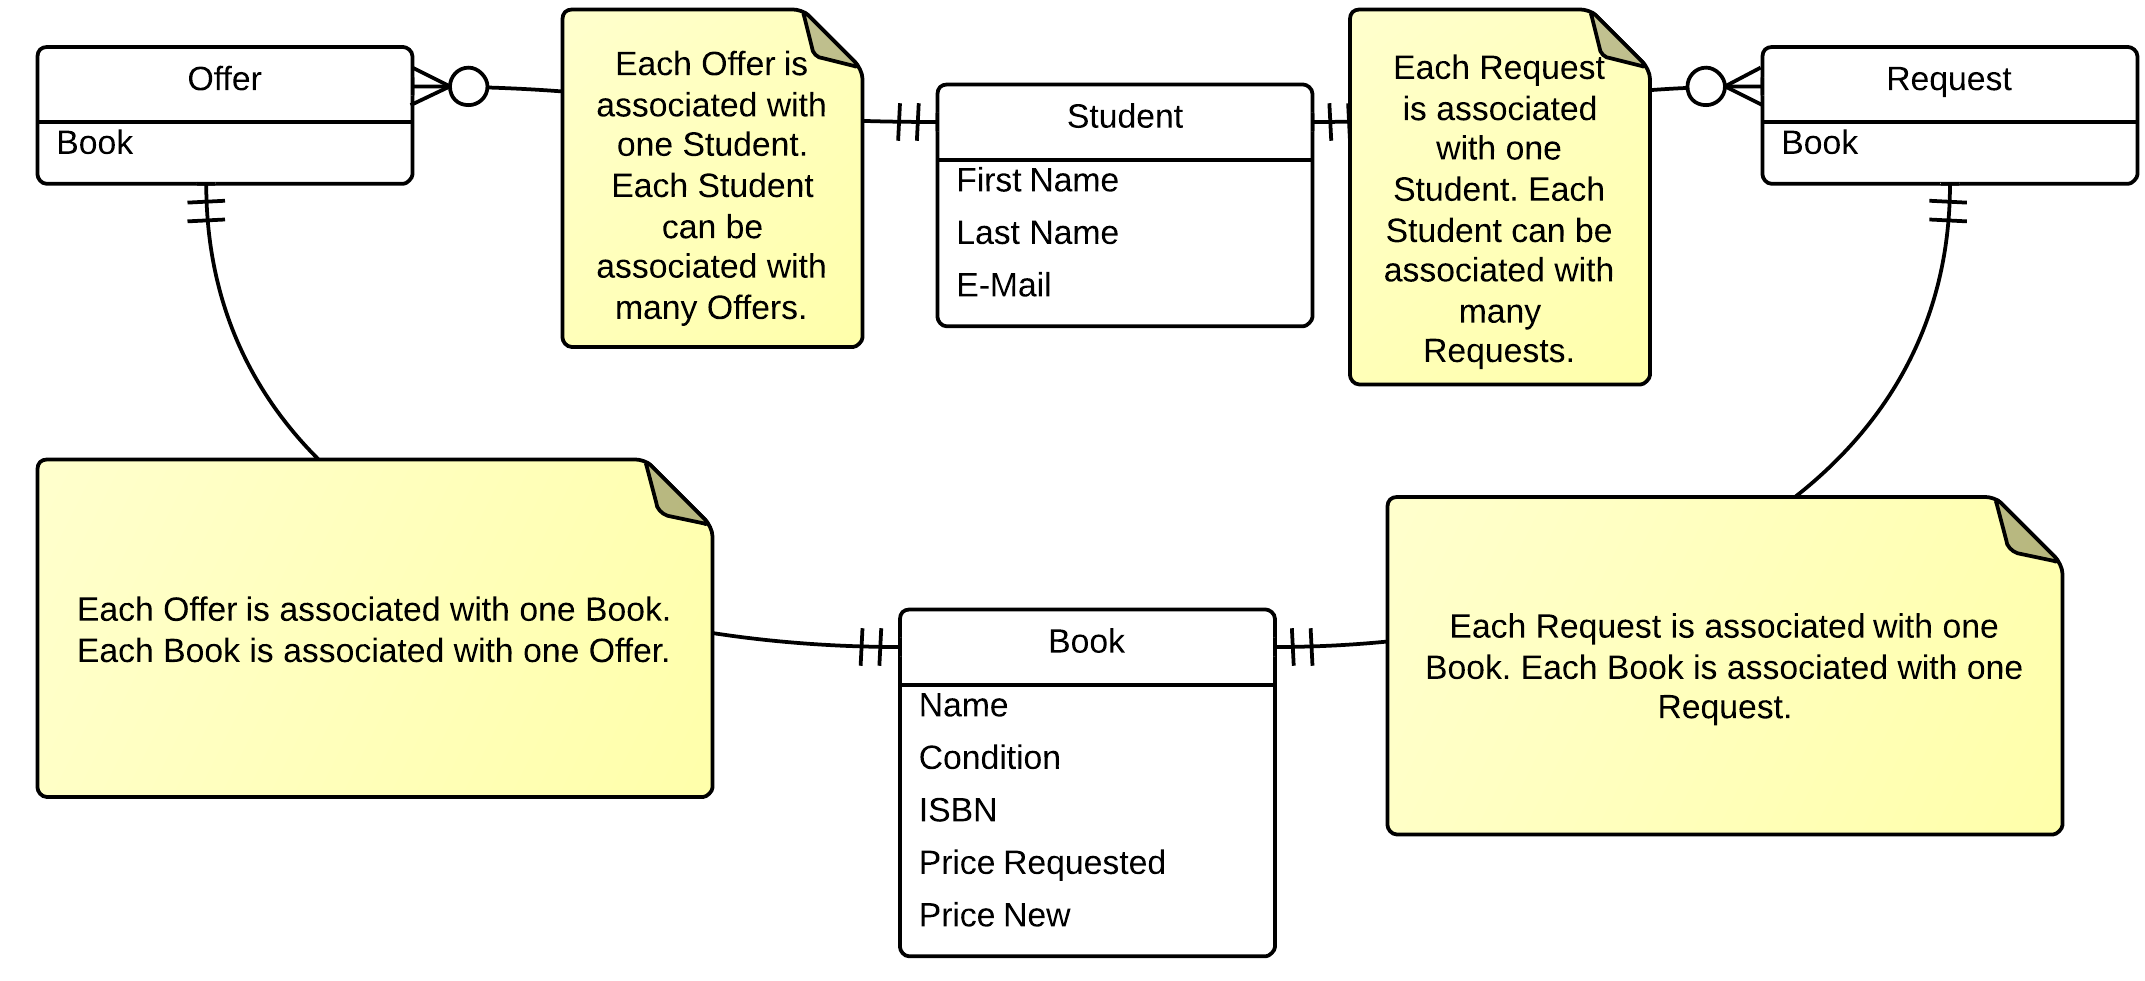 Offer
Book
Each Offer is
associated with
one Student.
Each Student
can be
associated with
many Offers.
Student
First Name
Last Name
E-Mail
Each Request
is associated
with one
Student. Each
Student can be
associated with
many
Requests.
Request
Book
Each Offer is associated with one Book.
Each Book is associated with one Offer.
Book
Name
Condition
ISBN
Price Requested
Price New
Each Request is associated with one
Book. Each Book is associated with one
Request.